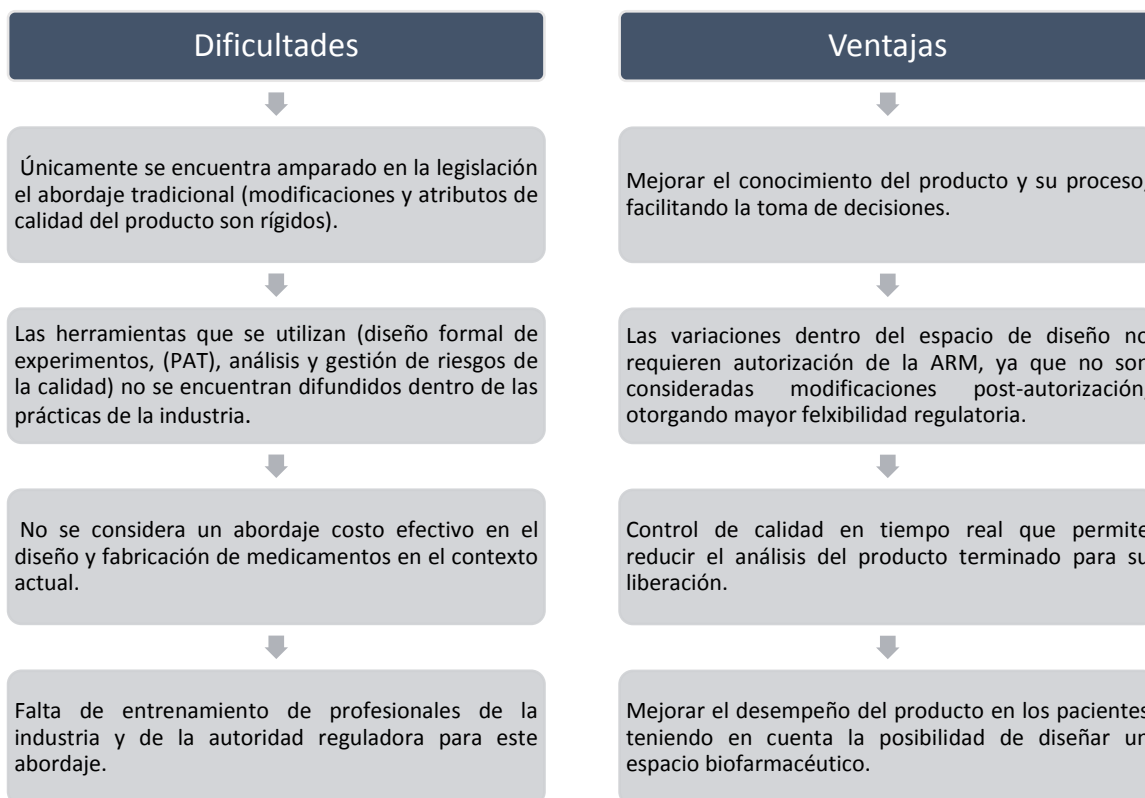 Dificultades
Únicamente se encuentra amparado en la legislación
el abordaje tradicional (modificaciones y atributos de
calidad del producto son rígidos).
Las herramientas que se utilizan (diseño formal de
experimentos, (PAT), análisis y gestión de riesgos de
la calidad) no se encuentran difundidos dentro de las
prácticas de la industria.
No se considera un abordaje costo efectivo en el
diseño y fabricación de medicamentos en el contexto
actual.
Falta de entrenamiento de profesionales de la
industria y de la autoridad reguladora para este
abordaje.
Ventajas
Mejorar el conocimiento del producto y su proceso,
facilitando la toma de decisiones.
Las variaciones dentro del espacio de diseño no
requieren autorización de la ARM, ya que no son
consideradas modificaciones post-autorización,
otorgando mayor felxibilidad regulatoria.
Control de calidad en tiempo real que permite
reducir el análisis del producto terminado para su
liberación.
Mejorar el desempeño del producto en los pacientes
teniendo en cuenta la posibilidad de diseñar un
espacio biofarmacéutico.